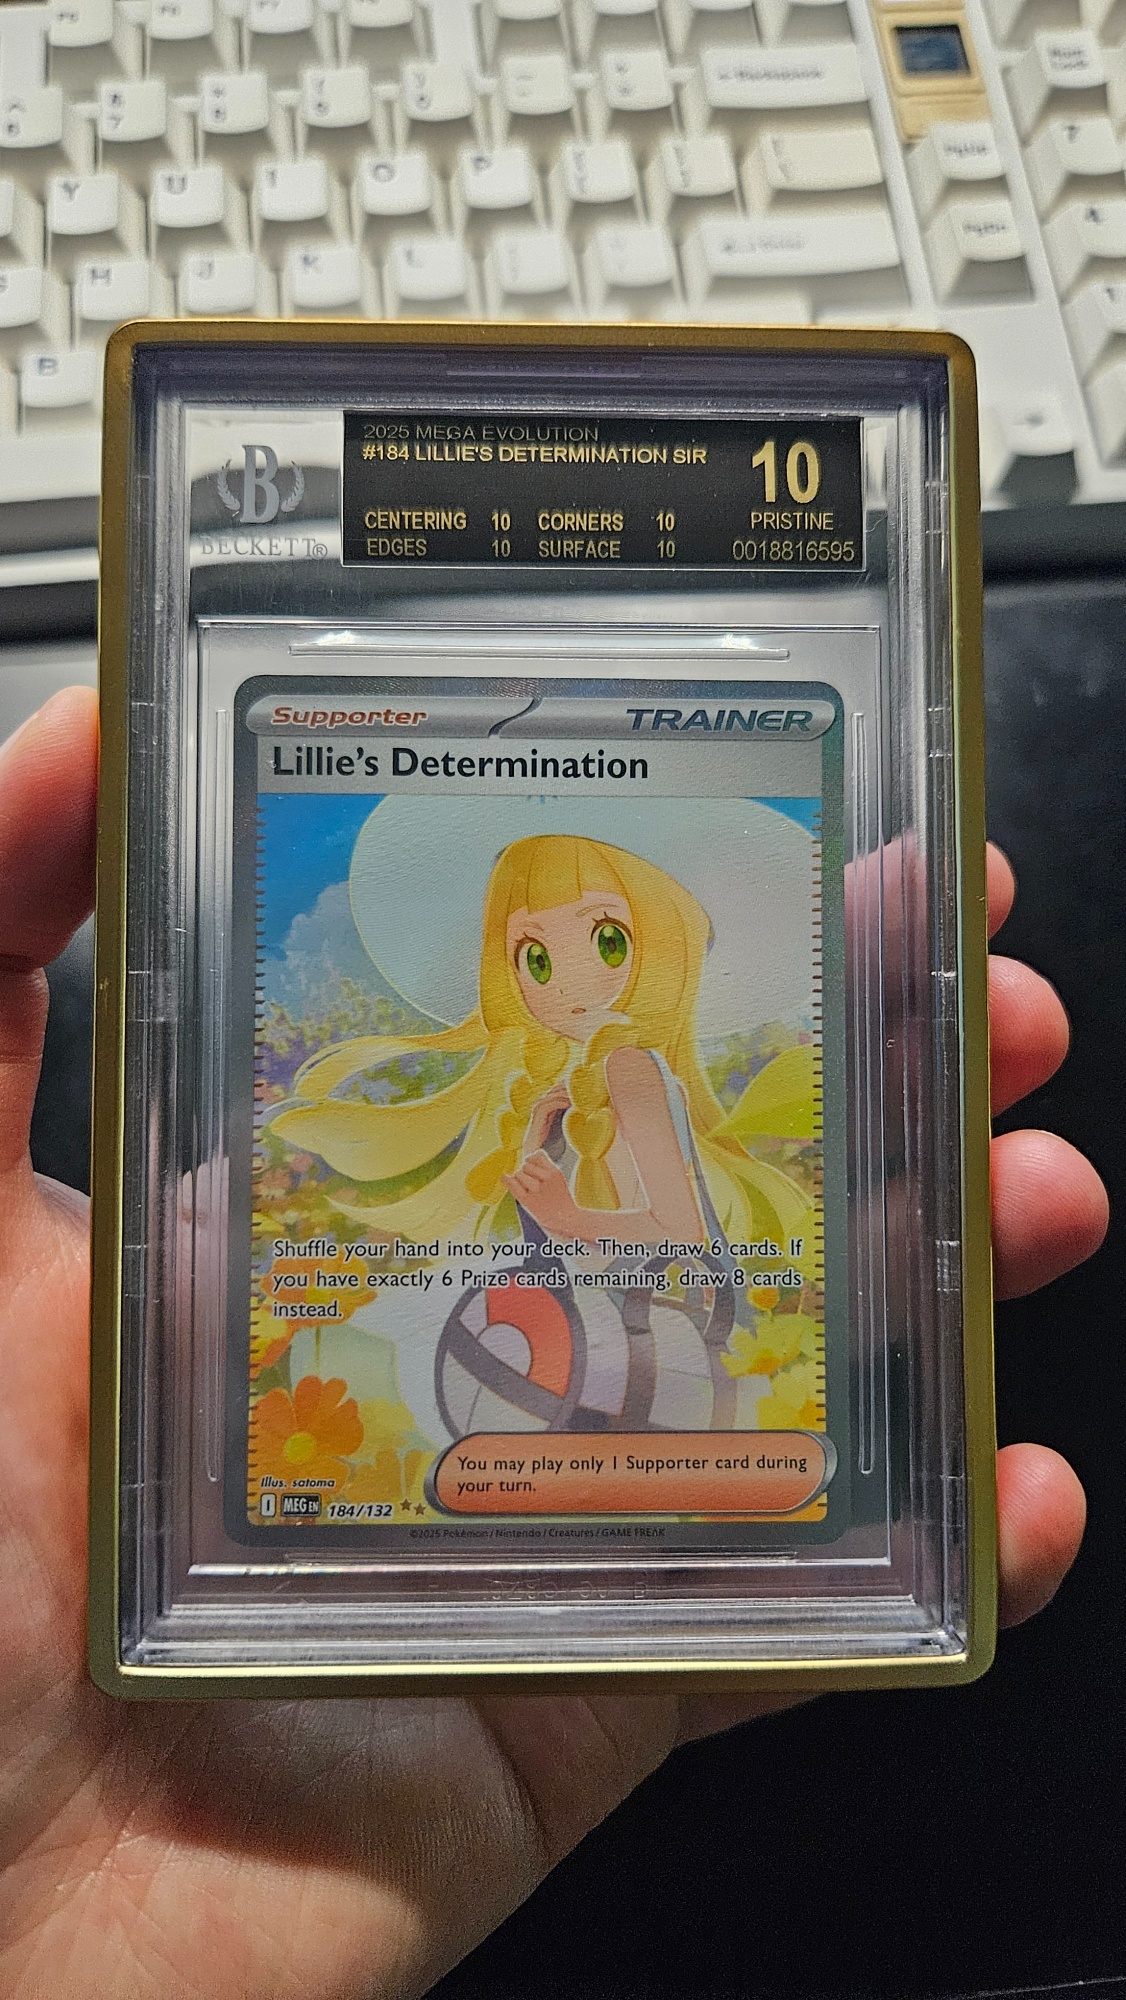 Y U I O P
H J K L
B
2025 MEGA EVOLUTION
#184 LILLIE'S DETERMINATION SIR
10
CENTERING 10 CORNERS 10
PRISTINE
EDGES 10 SURFACE 10
0018816595
B
BECKETT®
Supporter
TRAINER
Lillie's Determination
Shuffle your hand into your deck. Then, draw 6 cards. If
you have exactly 6 Prize cards remaining, draw 8 cards
instead.
You may play only 1 Supporter card during
your turn.
Illus. satoma
I MEG EN 184/132
©2025 Pokémon / Nintendo / Creatures / GAME FREAK